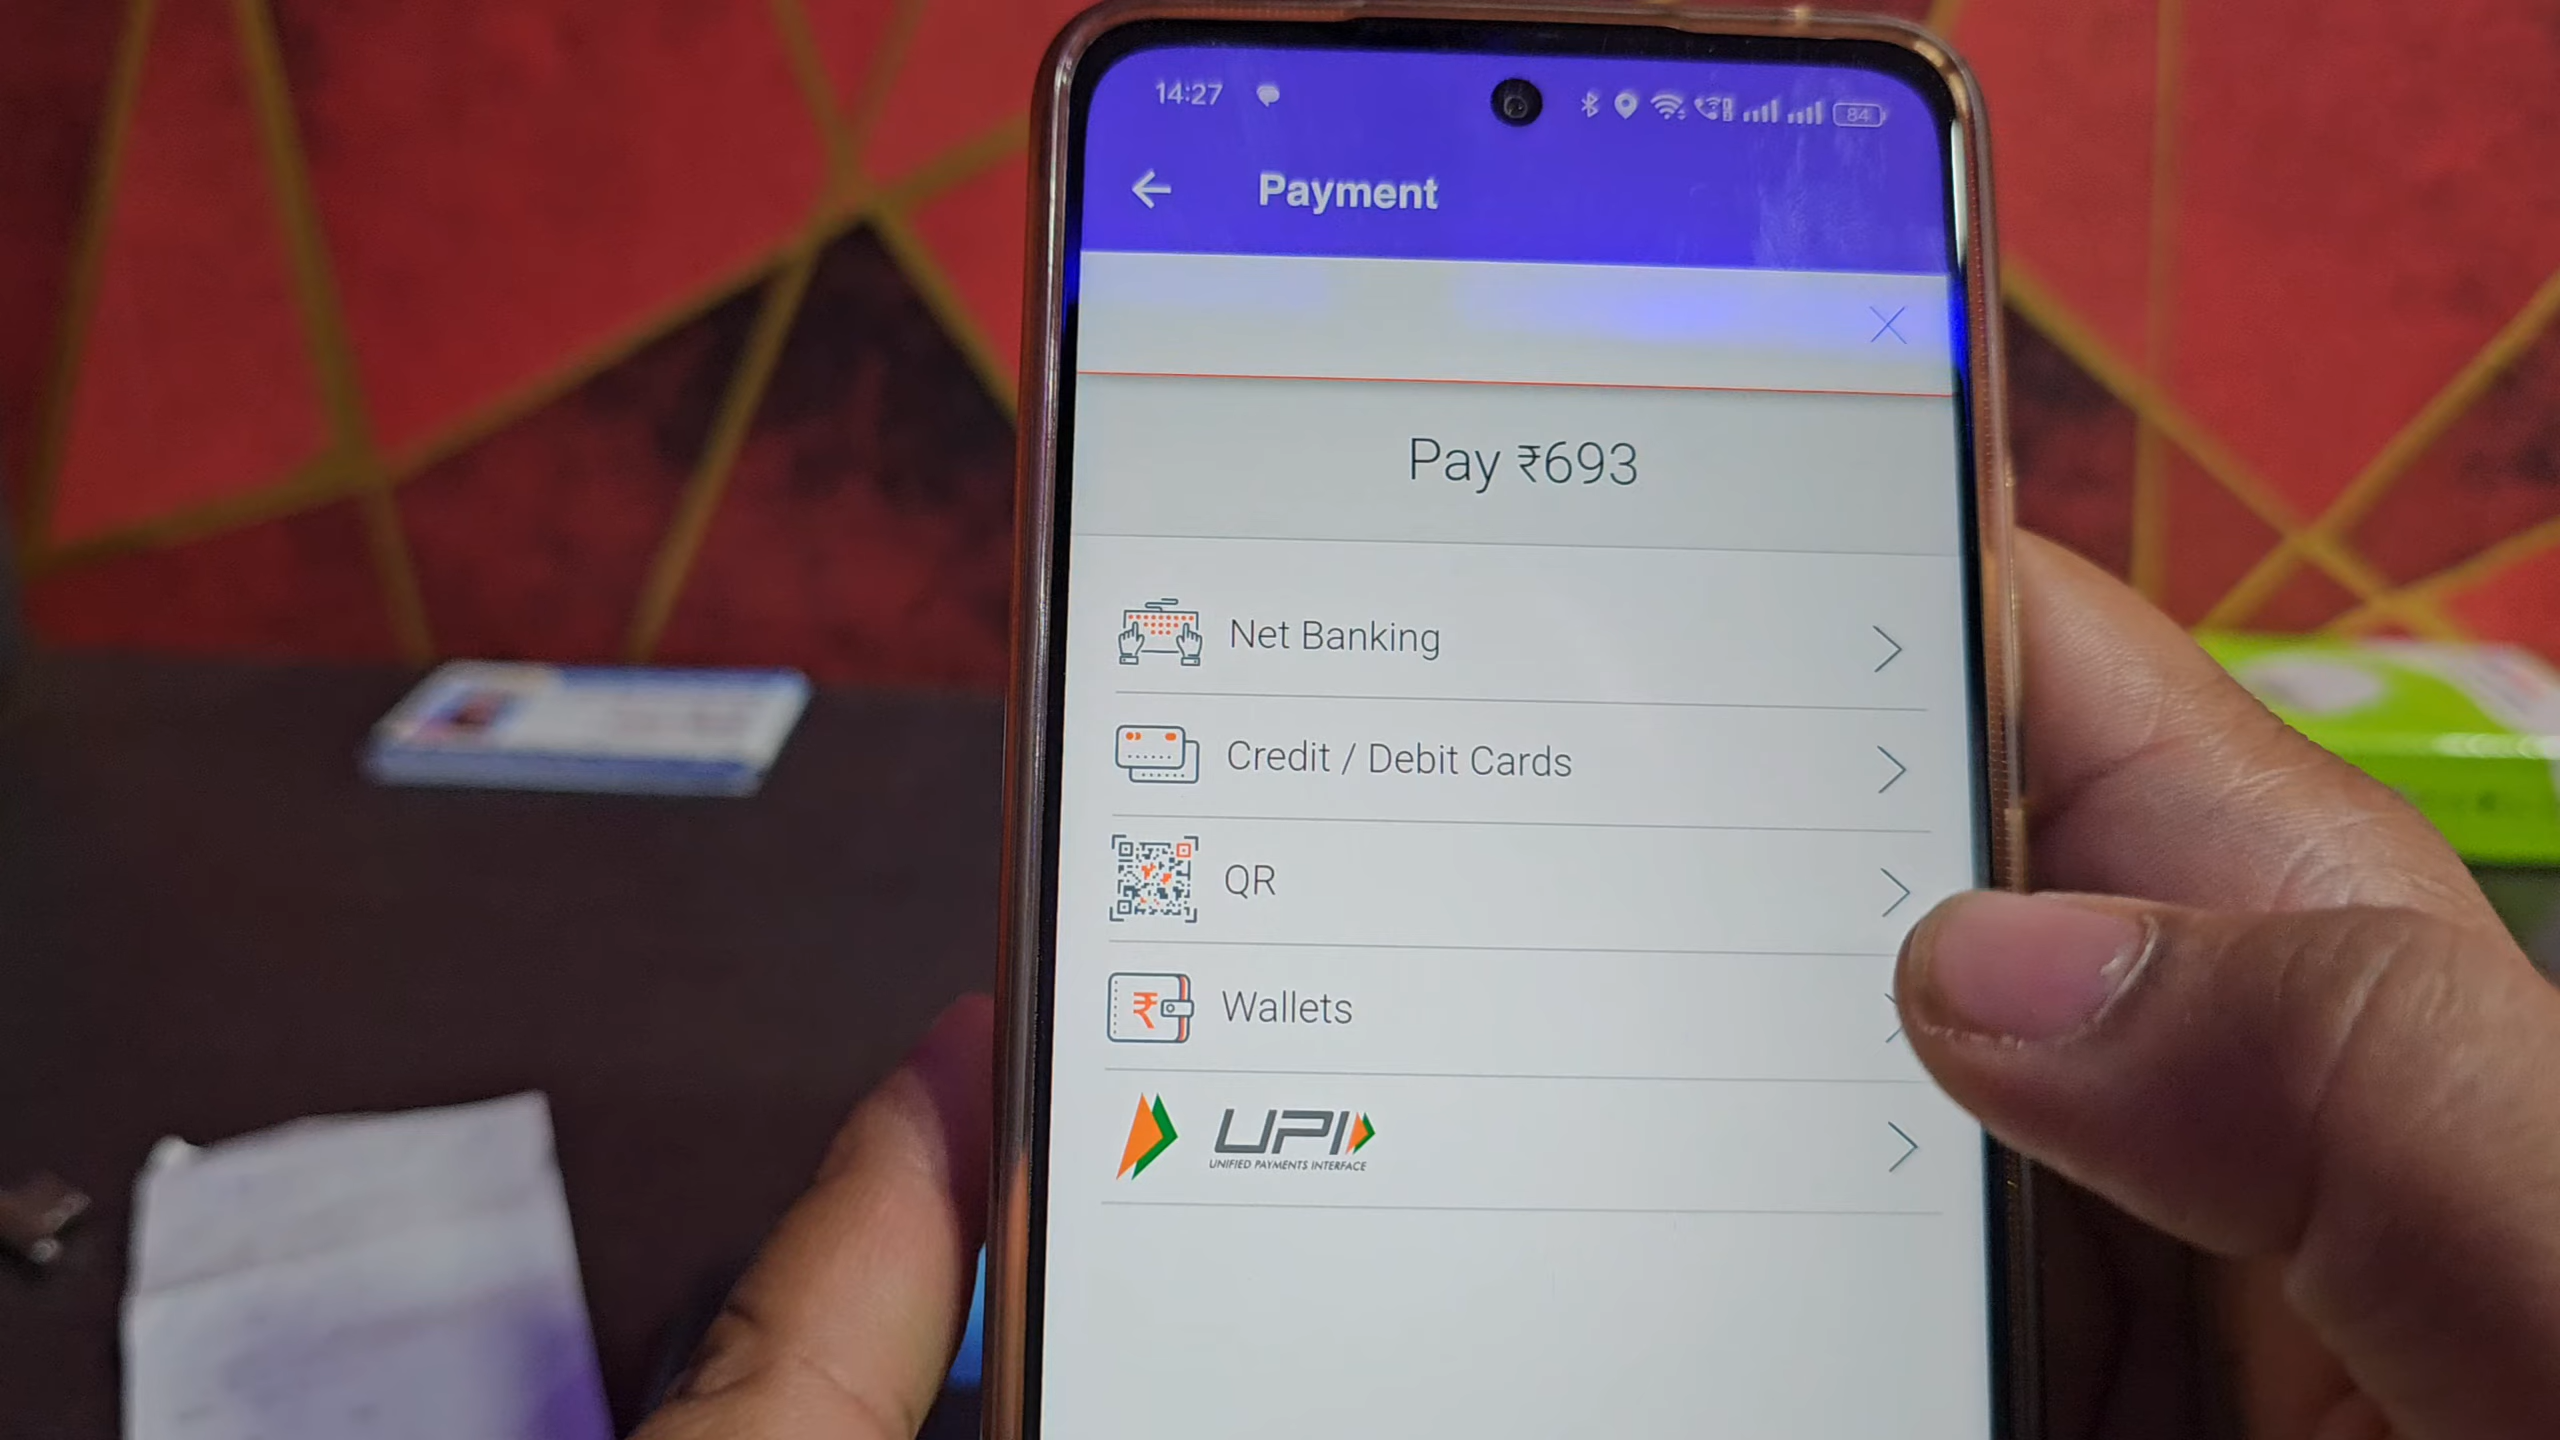 14:27
84
Payment
Pay ₹693
Net Banking
Credit / Debit Cards
QR
Wallets
UPI
UNIFIED PAYMENTS INTERFACE